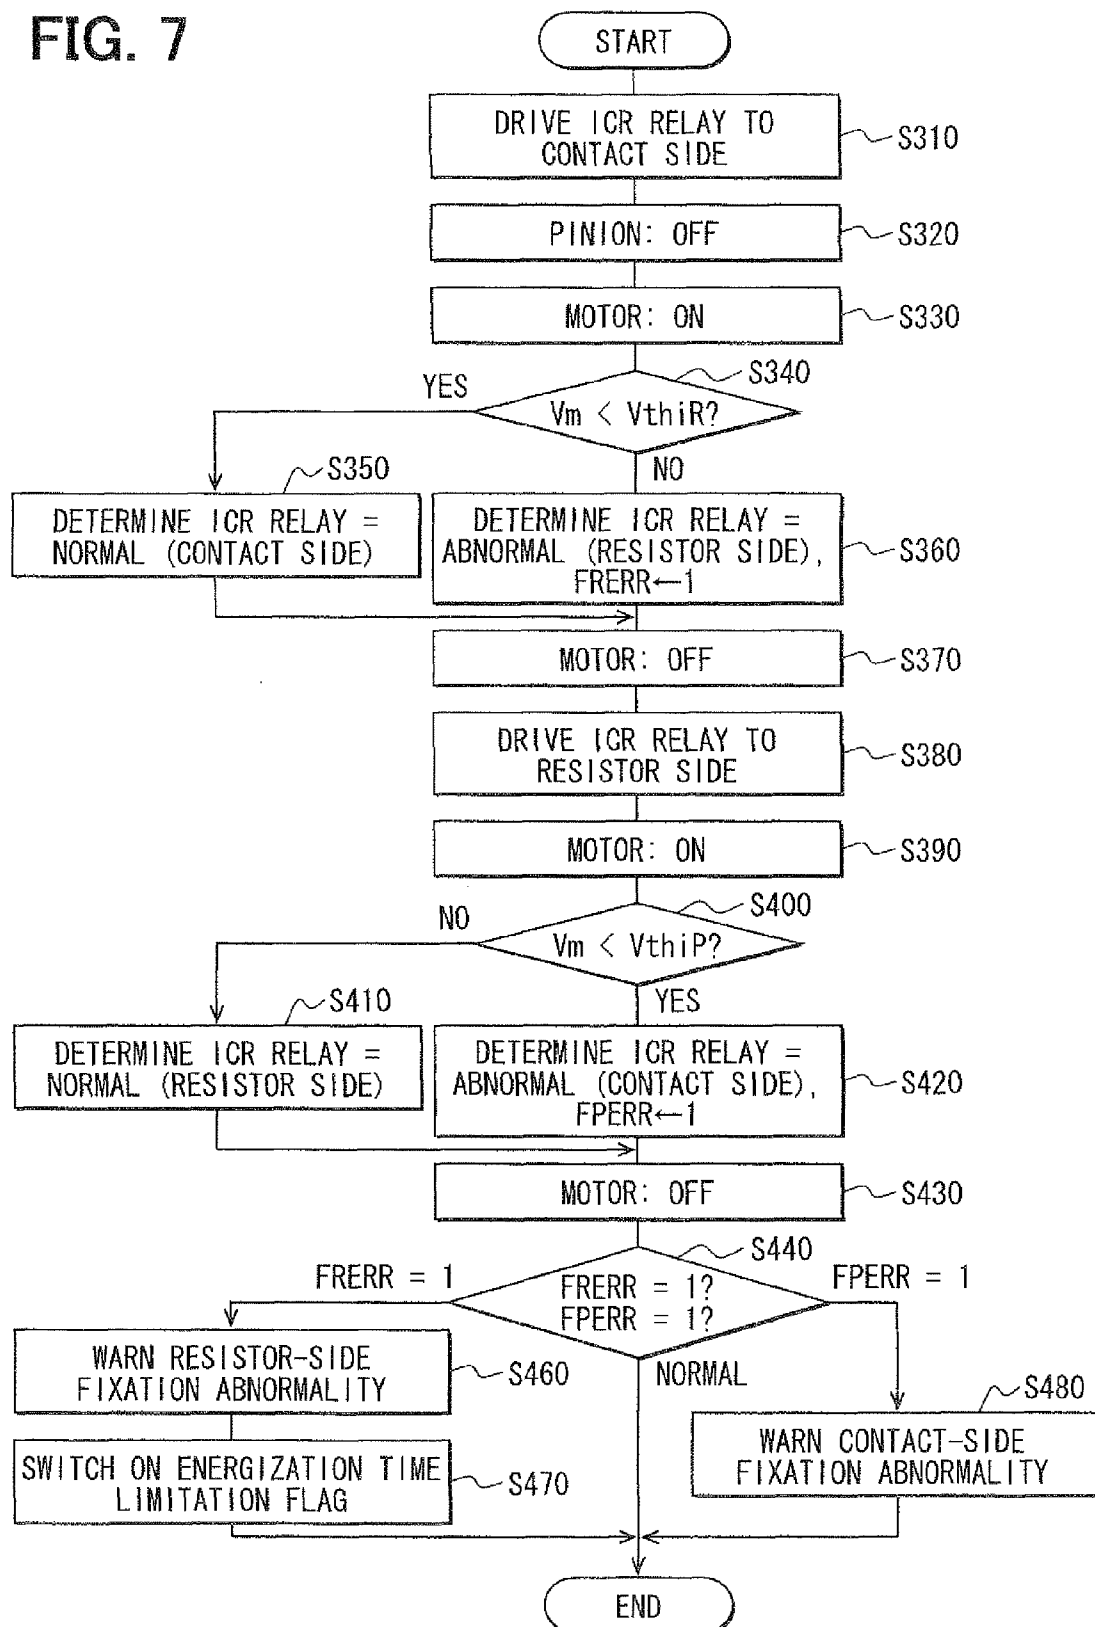 FIG. 7
START
DRIVE ICR RELAY TO
CONTACT SIDE
S310
PINION: OFF
S320
MOTOR: ON
S330
S340
YES
Vm < VthiR?
NO
S350
DETERMINE ICR RELAY =
NORMAL (CONTACT SIDE)
DETERMINE ICR RELAY =
ABNORMAL (RESISTOR SIDE),
FRERR←1
S360
MOTOR: OFF
S370
DRIVE ICR RELAY TO
RESISTOR SIDE
S380
MOTOR: ON
S390
S400
NO
Vm < VthiP?
YES
S410
DETERMINE ICR RELAY =
NORMAL (RESISTOR SIDE)
DETERMINE ICR RELAY =
ABNORMAL (CONTACT SIDE),
FPERR←1
S420
MOTOR: OFF
S430
S440
FRERR = 1
FRERR = 1?
FPERR = 1?
FPERR = 1
NORMAL
WARN RESISTOR-SIDE
FIXATION ABNORMALITY
S460
S480
WARN CONTACT-SIDE
FIXATION ABNORMALITY
SWITCH ON ENERGIZATION TIME
LIMITATION FLAG
S470
END